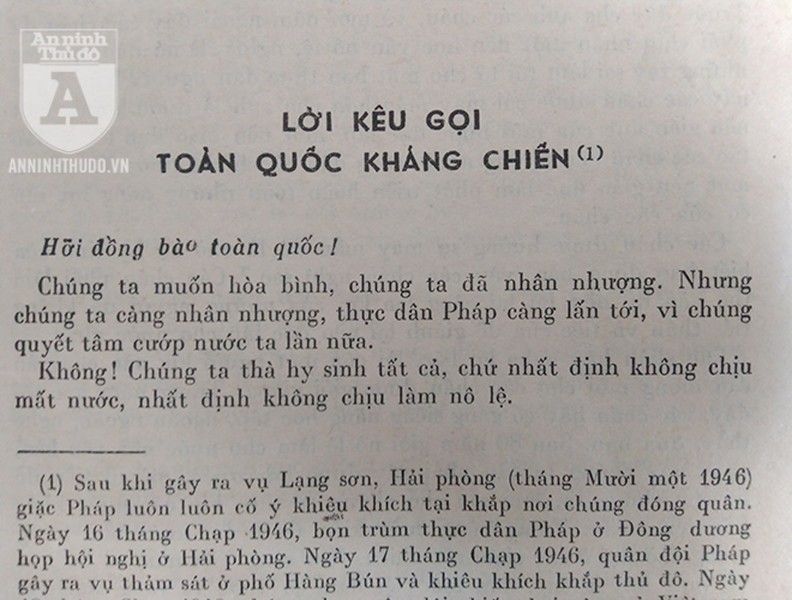 An ninh
Thủ đô
A
ANNINHTHUDO.VN
LỜI KÊU GỌI
TOÀN QUỐC KHÁNG CHIẾN (1)
Hỡi đồng bào toàn quốc!
Chúng ta muốn hòa bình, chúng ta đã nhân nhượng. Nhưng
chúng ta càng nhân nhượng, thực dân Pháp càng lấn tới, vì chúng
quyết tâm cướp nước ta lần nữa.
Không! Chúng ta thà hy sinh tất cả, chứ nhất định không chịu
mất nước, nhất định không chịu làm nô lệ.
(1) Sau khi gây ra vụ Lạng sơn, Hải phòng (tháng Mười một 1946)
giặc Pháp luôn luôn cố ý khiêu khích tại khắp nơi chúng đóng quân.
Ngày 16 tháng Chạp 1946, bọn trùm thực dân Pháp ở Đông dương
họp hội nghị ở Hải phòng. Ngày 17 tháng Chạp 1946, quân đội Pháp
gây ra vụ thảm sát ở phố Hàng Bún và khiêu khích khắp thủ đô. Ngày